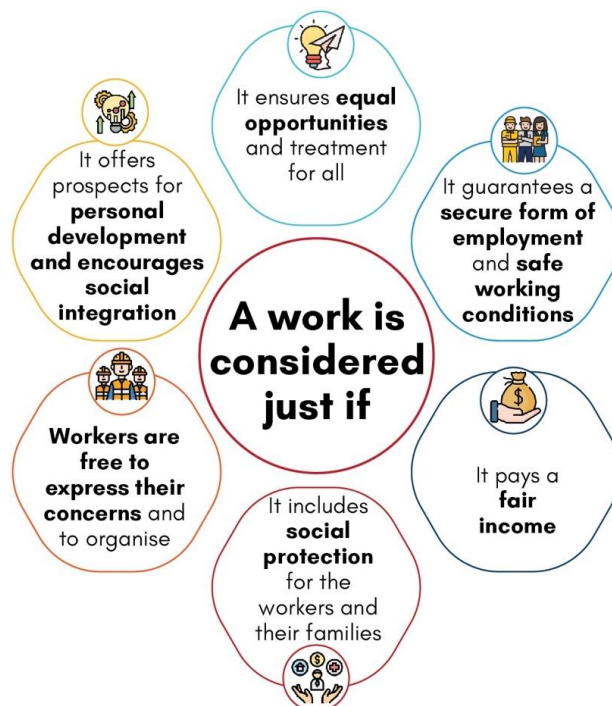 It ensures equal
opportunities
and treatment
for all
It offers
prospects for
personal
development
and encourages
social
integration
It guarantees a
secure form of
employment
and safe
working
conditions
A work is
considered
just if
Workers are
free to
express their
concerns and
to organise
It pays a
fair
income
It includes
social
protection
for the
workers and
their families